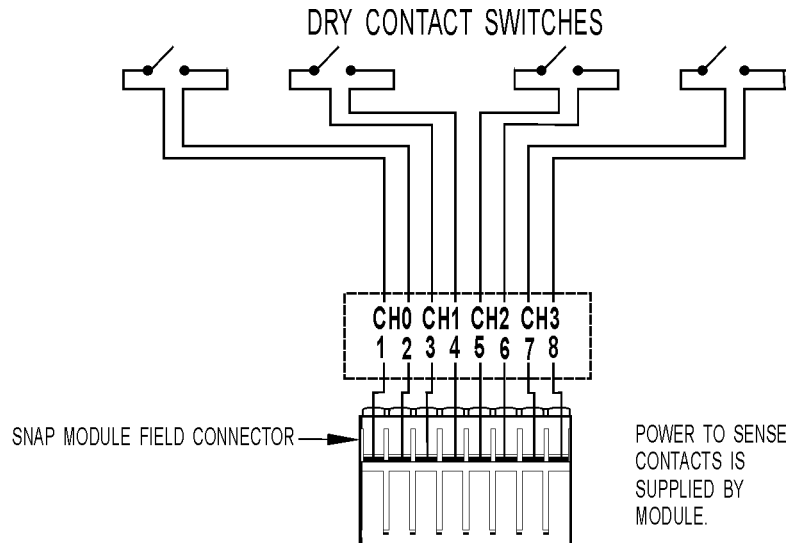 DRY CONTACT SWITCHES
CH0 CH1 CH2 CH3
1 2 3 4 5 6 7 8
SNAP MODULE FIELD CONNECTOR
POWER TO SENSE
CONTACTS IS
SUPPLIED BY
MODULE.